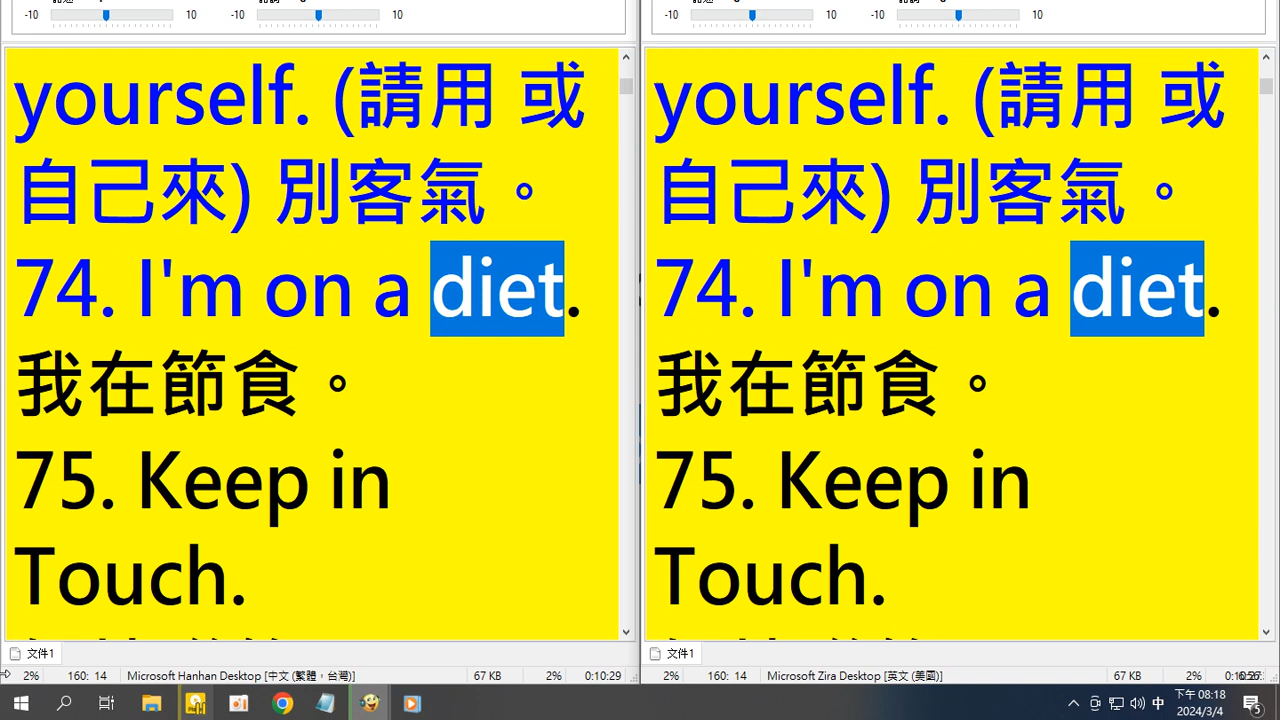 -10 10 -10 10
yourself. (請用 或
自己來) 別客氣。
74. I'm on a diet.
我在節食。
75. Keep in
Touch.
文件1
2% 160: 14 Microsoft Hanhan Desktop [中文 (繁體，台灣)] 67 KB 2% 0:10:29
-10 10 -10 10
yourself. (請用 或
自己來) 別客氣。
74. I'm on a diet.
我在節食。
75. Keep in
Touch.
文件1
2% 160: 14 Microsoft Zira Desktop [英文 (美國)] 67 KB 2%
中
下午 08:18
2024/3/4
5